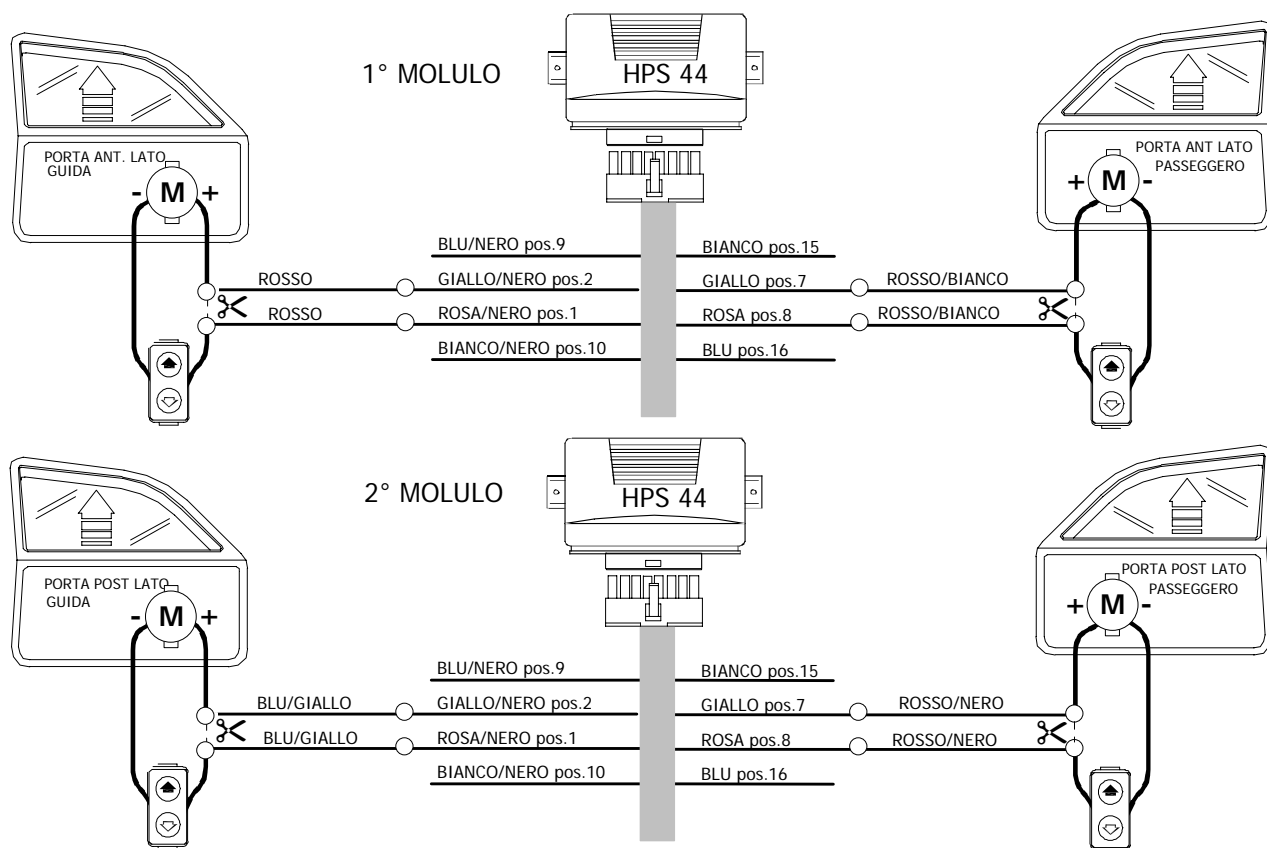 1° MOLULO
HPS 44
PORTA ANT. LATO
GUIDA
- M +
PORTA ANT LATO
PASSEGGERO
+ M -
BLU/NERO pos.9
BIANCO pos.15
ROSSO
GIALLO/NERO pos.2
GIALLO pos.7
ROSSO/BIANCO
ROSSO
ROSA/NERO pos.1
ROSA pos.8
ROSSO/BIANCO
BIANCO/NERO pos.10
BLU pos.16
2° MOLULO
HPS 44
PORTA POST LATO
GUIDA
- M +
PORTA POST LATO
PASSEGGERO
+ M -
BLU/NERO pos.9
BIANCO pos.15
BLU/GIALLO
GIALLO/NERO pos.2
GIALLO pos.7
ROSSO/NERO
BLU/GIALLO
ROSA/NERO pos.1
ROSA pos.8
ROSSO/NERO
BIANCO/NERO pos.10
BLU pos.16